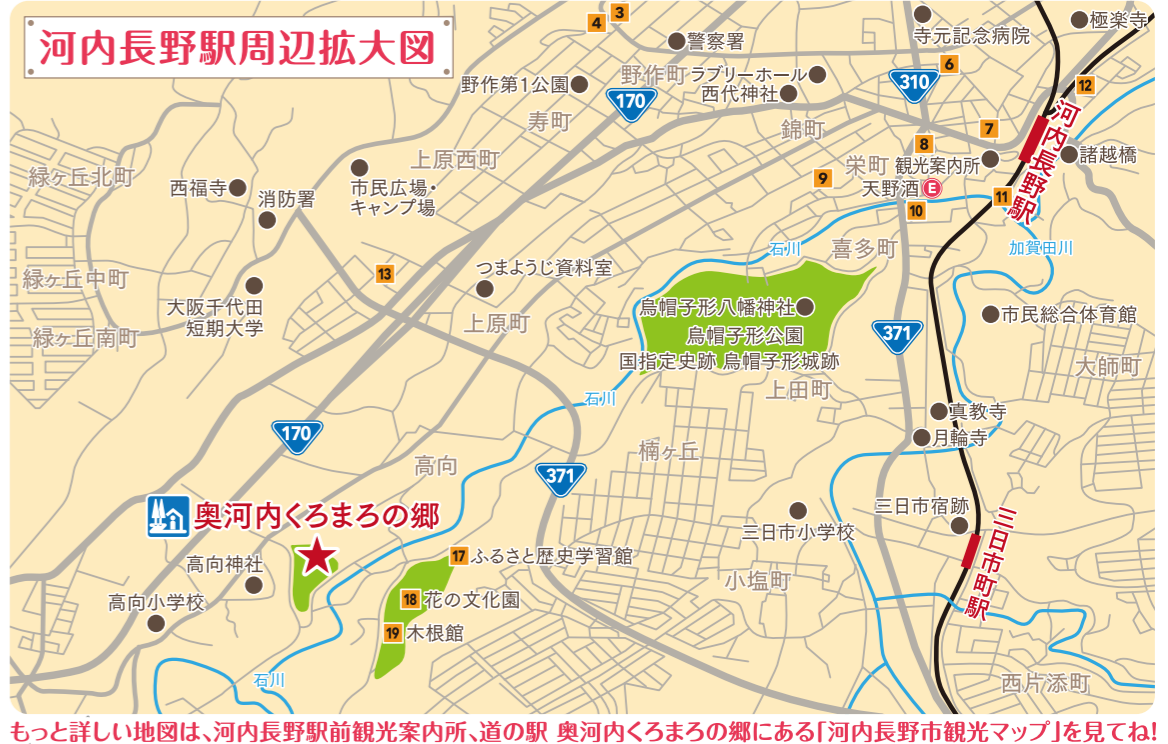 河内長野駅周辺拡大図
3
4
警察署
寺元記念病院
極楽寺
野作第1公園
野作町
ラブリーホール
西代神社
170
310
6
12
寿町
錦町
7
河内長野駅
8
諸越橋
上原西町
栄町
観光案内所
緑ヶ丘北町
西福寺
消防署
市民広場・
キャンプ場
9
天野酒
E
10
11
喜多町
石川
加賀田川
緑ヶ丘中町
13
つまようじ資料室
大阪千代田
短期大学
上原町
緑ヶ丘南町
烏帽子形八幡神社
烏帽子形公園
国指定史跡 烏帽子形城跡
市民総合体育館
371
大師町
上田町
石川
真教寺
月輪寺
170
高向
371
楠ヶ丘
三日市宿跡
三日市小学校
奥河内くろまろの郷
三日市町駅
高向神社
17
ふるさと歴史学習館
小塩町
高向小学校
18
花の文化園
19
木根館
石川
西片添町
もっと詳しい地図は、河内長野駅前観光案内所、道の駅 奥河内くろまろの郷にある「河内長野市観光マップ」を見てね!